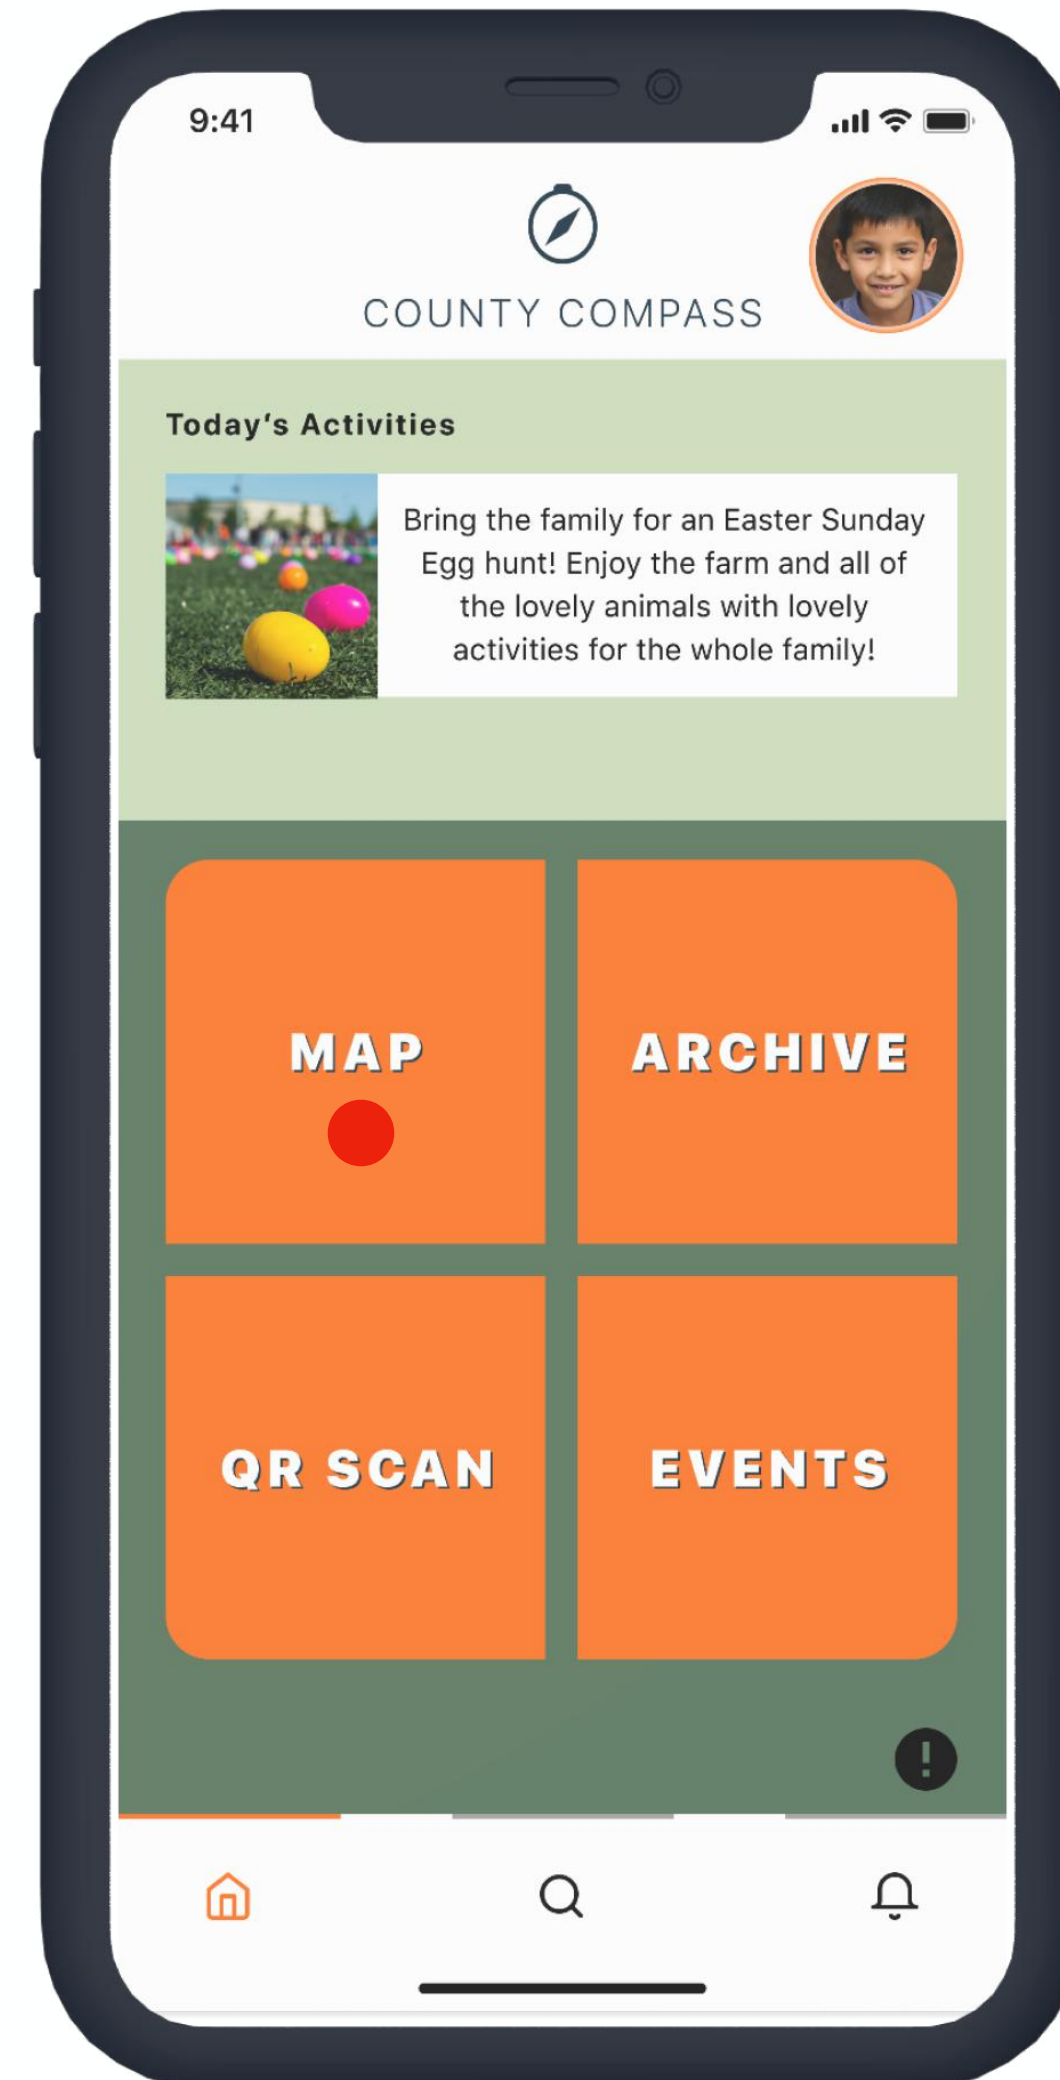 9:41
COUNTY COMPASS
Today's Activities
Bring the family for an Easter Sunday
Egg hunt! Enjoy the farm and all of
the lovely animals with lovely
activities for the whole family!
MAP
ARCHIVE
QR SCAN
EVENTS
!